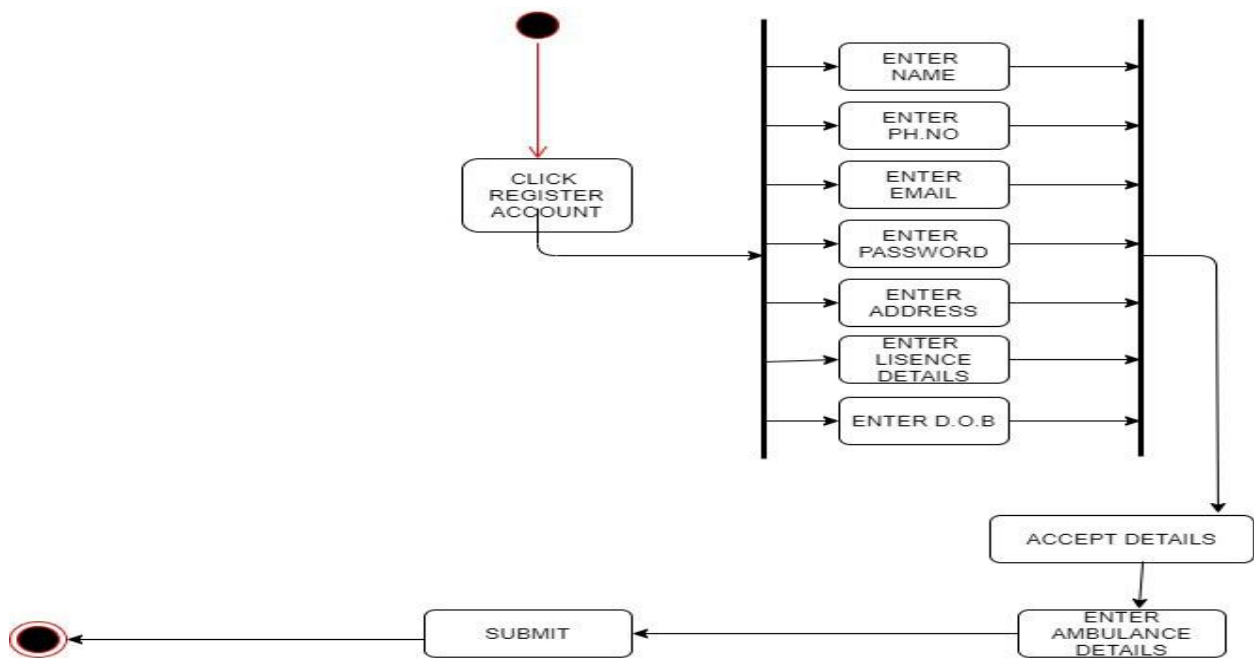 CLICK
REGISTER
ACCOUNT
ENTER
NAME
ENTER
PH.NO
ENTER
EMAIL
ENTER
PASSWORD
ENTER
ADDRESS
ENTER
LISENCE
DETAILS
ENTER D.O.B
ACCEPT DETAILS
ENTER
AMBULANCE
DETAILS
SUBMIT